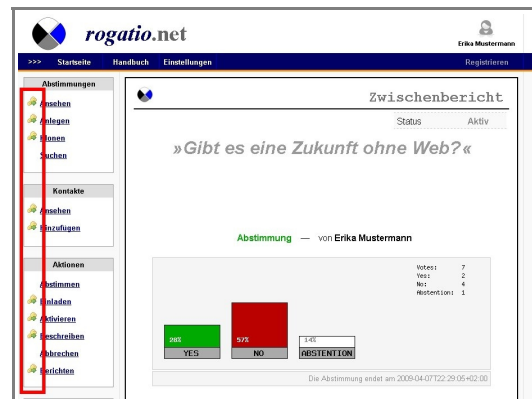 rogatio.net
Erika Mustermann
>>> Startseite Handbuch Einstellungen Registrieren
Abstimmungen
Ansehen
Anlegen
Klonen
Suchen
Kontakte
Ansehen
Hinzufügen
Aktionen
Abstimmen
Einladen
Aktivieren
Beschreiben
Abbrechen
Berichten
Zwischenbericht
Status Aktiv
»Gibt es eine Zukunft ohne Web?«
Abstimmung — von Erika Mustermann
Votes: 7
Yes: 2
No: 4
Abstention: 1
28% 57% 14%
YES NO ABSTENTION
Die Abstimmung endet am 2009-04-07T22:29:05+02:00